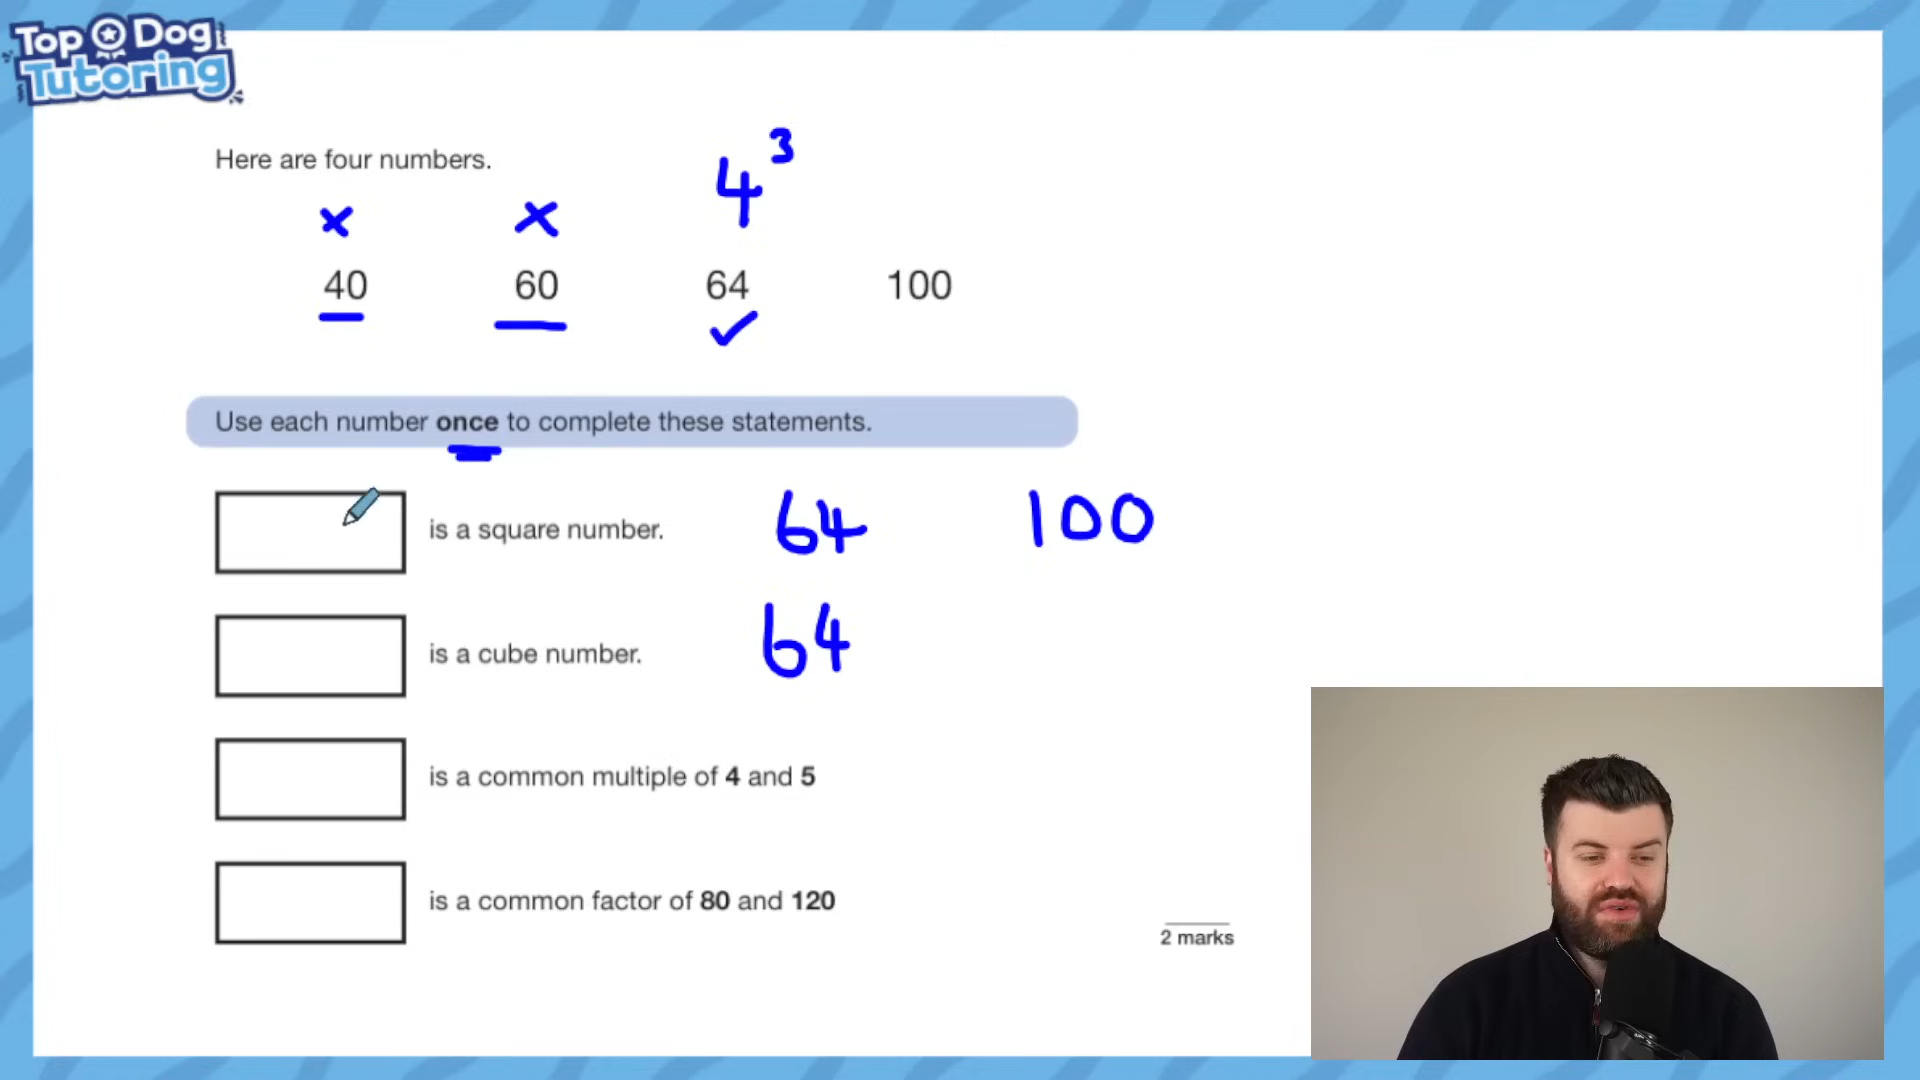 Top Dog
Tutoring
Here are four numbers.
4³
× ×
40 60 64 100
✓
Use each number once to complete these statements.
is a square number. 64 100
is a cube number. 64
is a common multiple of 4 and 5
is a common factor of 80 and 120
2 marks